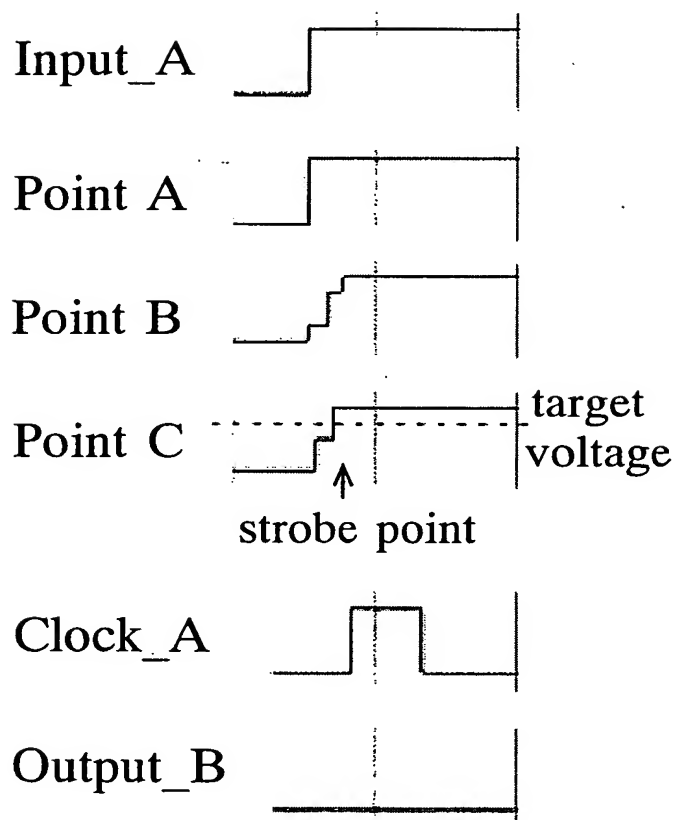 Input_A
Point A
Point B
Point C
target
voltage
strobe point
Clock_A
Output_B